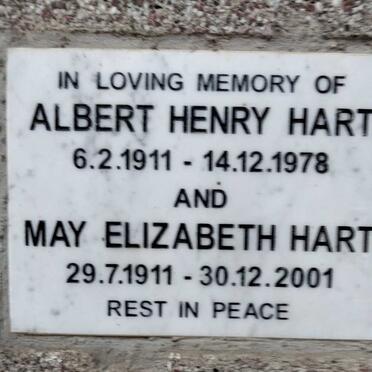 IN LOVING MEMORY OF
ALBERT HENRY HART
6.2.1911 - 14.12.1978
AND
MAY ELIZABETH HART
29.7.1911 - 30.12.2001
REST IN PEACE